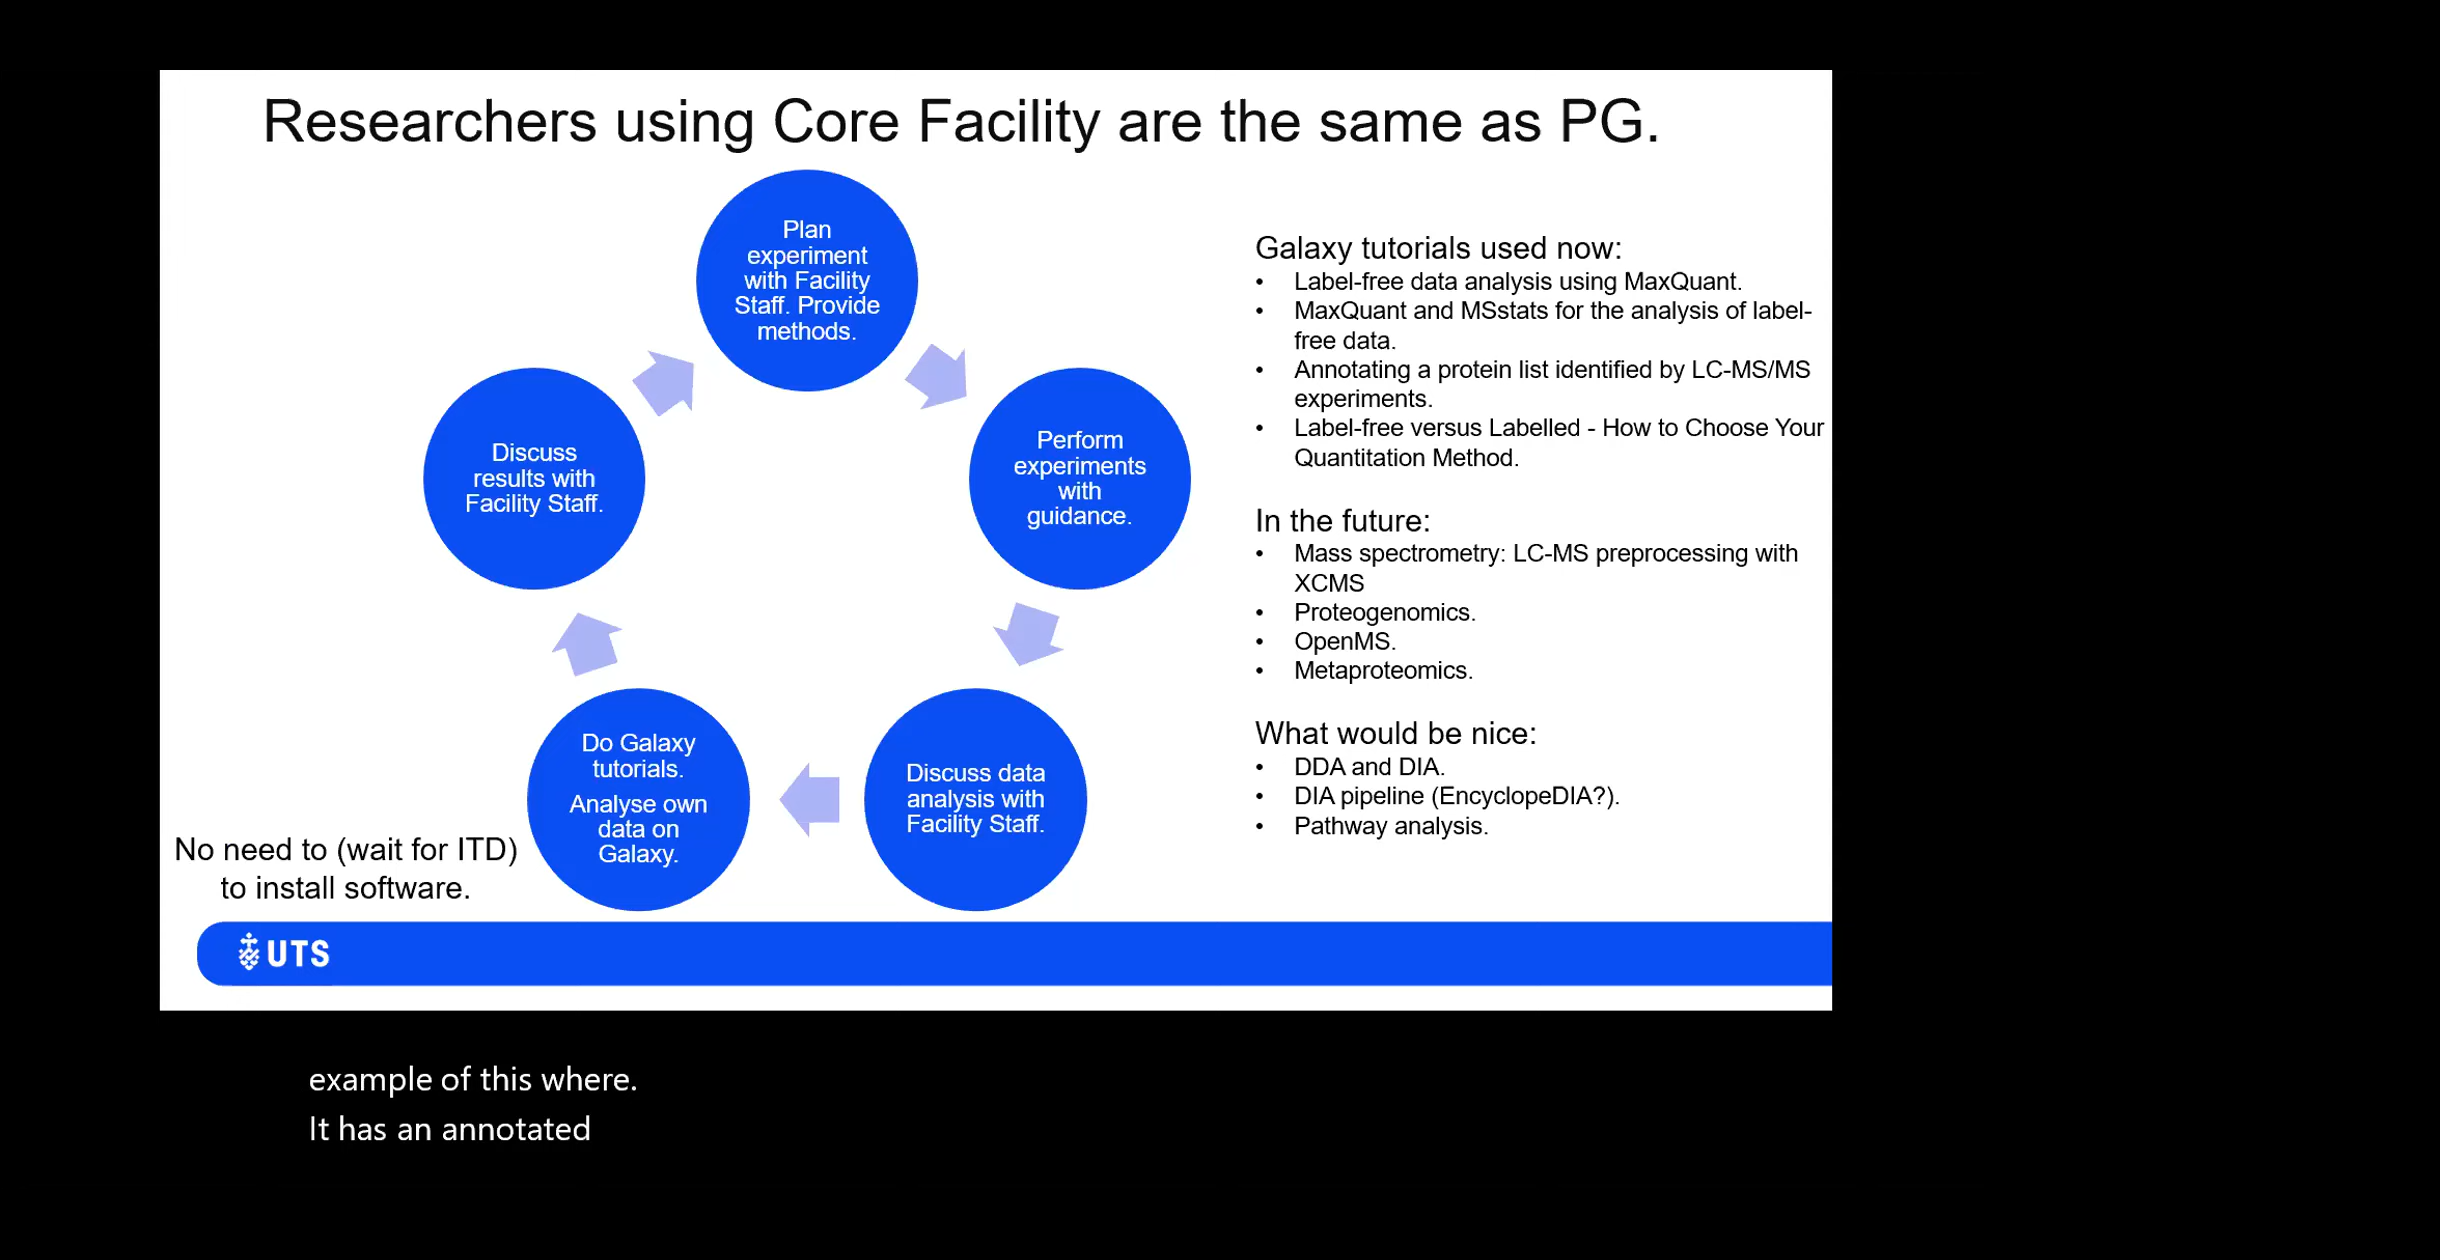 Researchers using Core Facility are the same as PG.
Plan
experiment
with Facility
Staff. Provide
methods.
Perform
experiments
with
guidance.
Discuss data
analysis with
Facility Staff.
Do Galaxy
tutorials.
Analyse own
data on
Galaxy.
Discuss
results with
Facility Staff.
No need to (wait for ITD)
to install software.
Galaxy tutorials used now:
• Label-free data analysis using MaxQuant.
• MaxQuant and MSstats for the analysis of label-
free data.
• Annotating a protein list identified by LC-MS/MS
experiments.
• Label-free versus Labelled - How to Choose Your
Quantitation Method.
In the future:
• Mass spectrometry: LC-MS preprocessing with
XCMS
• Proteogenomics.
• OpenMS.
• Metaproteomics.
What would be nice:
• DDA and DIA.
• DIA pipeline (EncyclopeDIA?).
• Pathway analysis.
UTS
example of this where.
It has an annotated